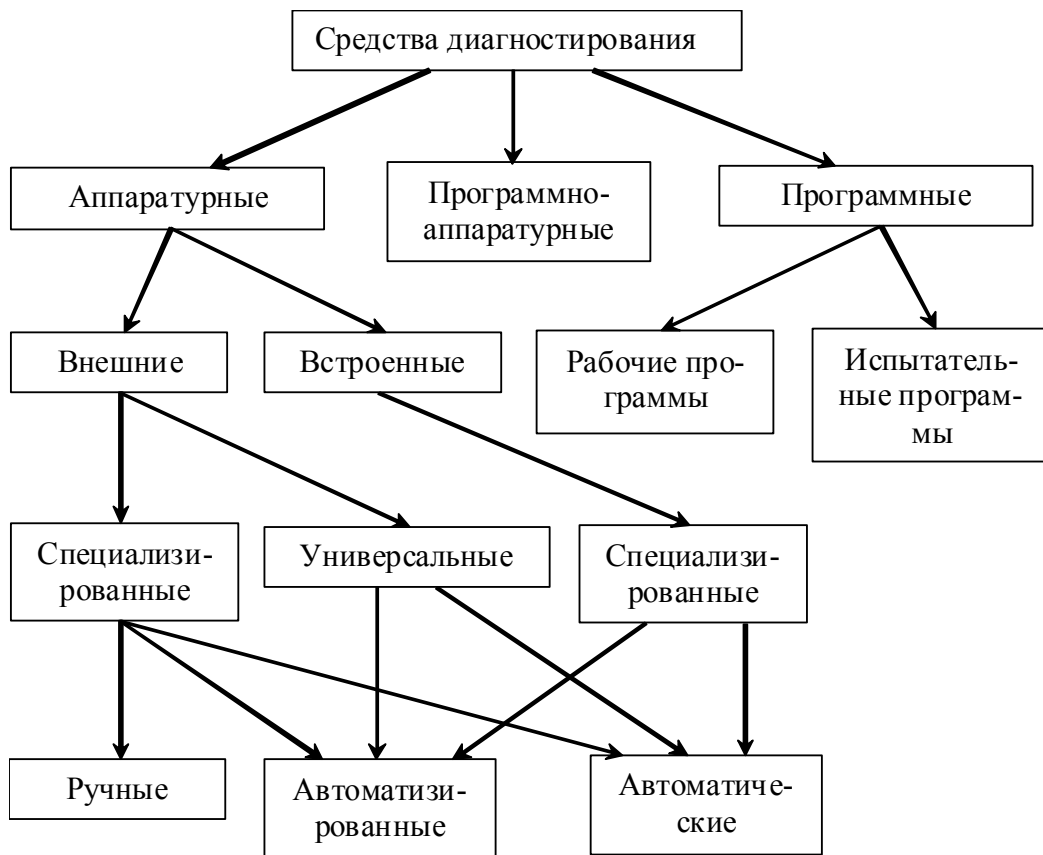 Средства диагностирования
Аппаратурные
Программно-
аппаратурные
Программные
Внешние
Встроенные
Рабочие про-
граммы
Испытатель-
ные програм-
мы
Специализи-
рованные
Универсальные
Специализи-
рованные
Ручные
Автоматизи-
рованные
Автоматиче-
ские